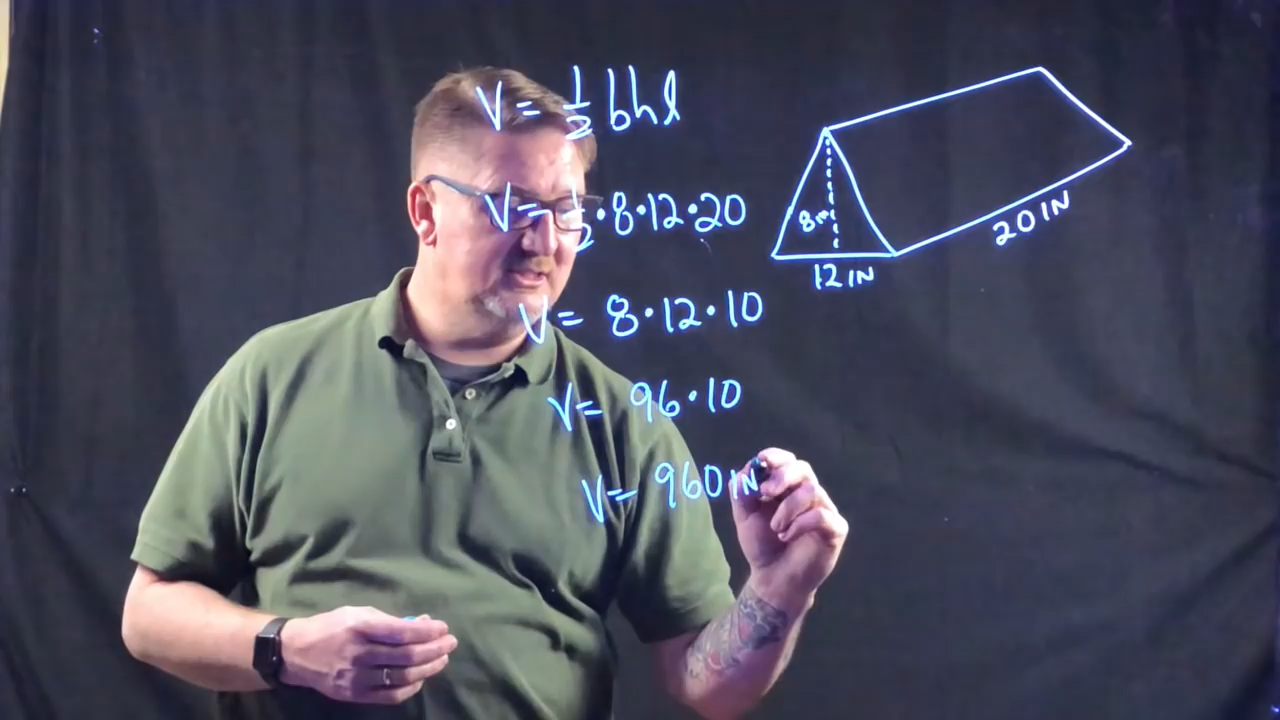 V = 1/2 bhl
V = 1/2 · 8 · 12 · 20
V = 8 · 12 · 10
V = 96 · 10
V = 960 IN
8
12 IN
20 IN